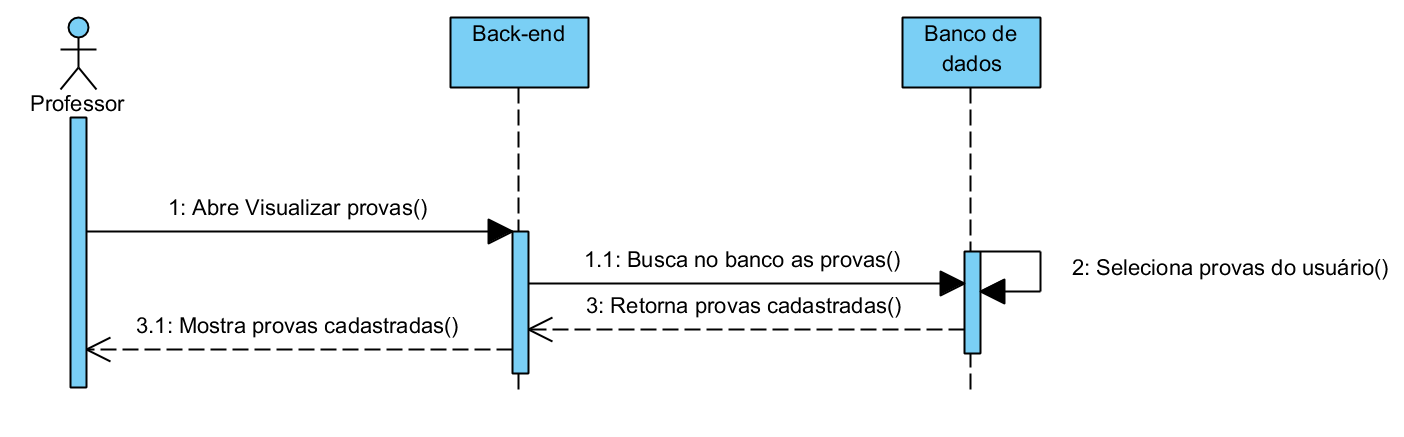 Back-end
Banco de
dados
Professor
1: Abre Visualizar provas()
1.1: Busca no banco as provas()
2: Seleciona provas do usuário()
3: Retorna provas cadastradas()
3.1: Mostra provas cadastradas()